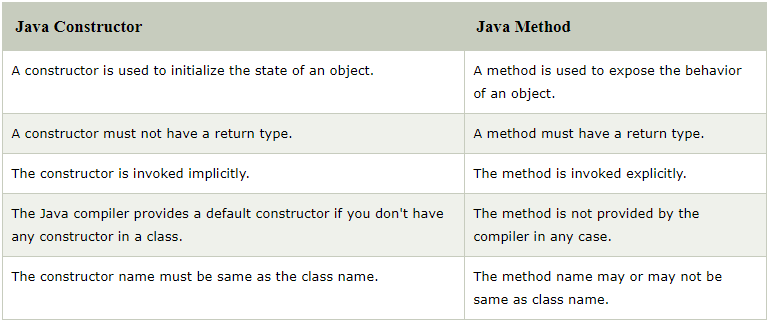 Java Constructor
Java Method
A constructor is used to initialize the state of an object.
A method is used to expose the behavior
of an object.
A constructor must not have a return type.
A method must have a return type.
The constructor is invoked implicitly.
The method is invoked explicitly.
The Java compiler provides a default constructor if you don't have
any constructor in a class.
The method is not provided by the
compiler in any case.
The constructor name must be same as the class name.
The method name may or may not be
same as class name.